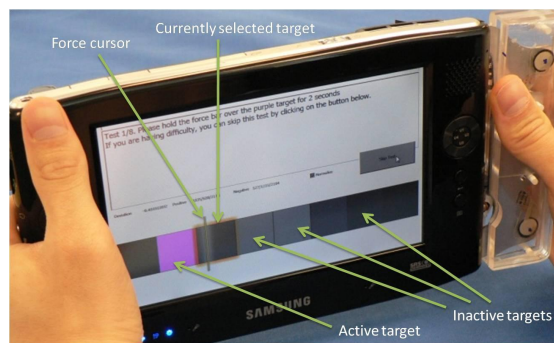 Currently selected target
Force cursor
Test 1/8. Please hold the force bar over the purple target for 2 seconds
If you are having difficulty, you can skip this test by clicking on the button below.
SAMSUNG
Inactive targets
Active target